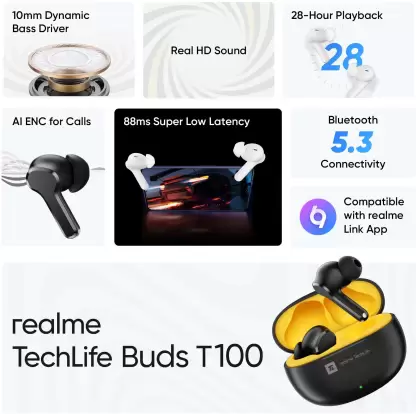 10mm Dynamic
Bass Driver
Real HD Sound
28-Hour Playback
28
AI ENC for Calls
88ms Super Low Latency
Bluetooth
5.3
Connectivity
Compatible
with realme
Link App
realme
TechLife Buds T100